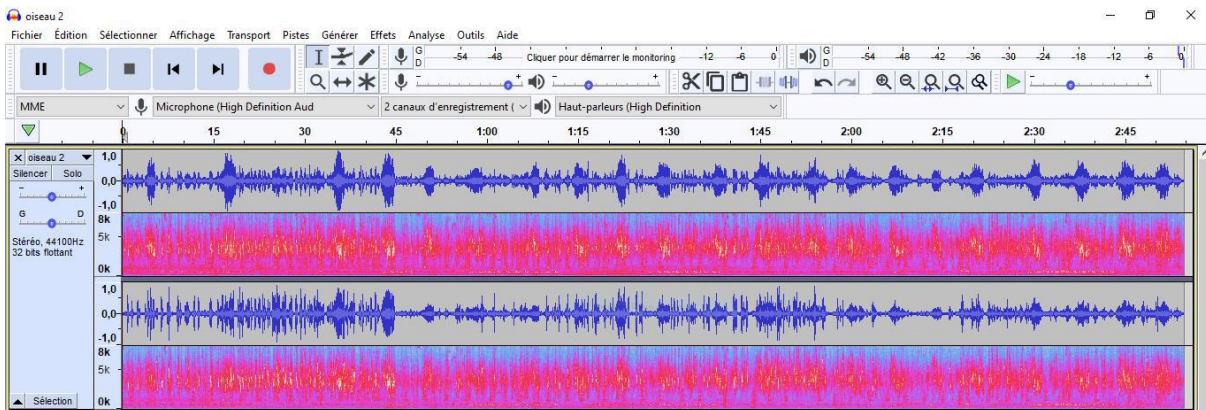 oiseau 2
Fichier Édition Sélectionner Affichage Transport Pistes Générer Effets Analyse Outils Aide
G D -54 -48 Cliquer pour démarrer le monitoring -12 -6 0 G D -54 -48 -42 -36 -30 -24 -18 -12 -6 0
- + - + - +
MME Microphone (High Definition Aud 2 canaux d'enregistrement ( Haut-parleurs (High Definition
0 15 30 45 1:00 1:15 1:30 1:45 2:00 2:15 2:30 2:45
X oiseau 2 1,0
Silencer Solo 0,0
- + -1,0
G D 8k
Stéréo, 44100Hz 5k
32 bits flottant
0k
1,0
0,0
-1,0
8k
5k
Sélection 0k